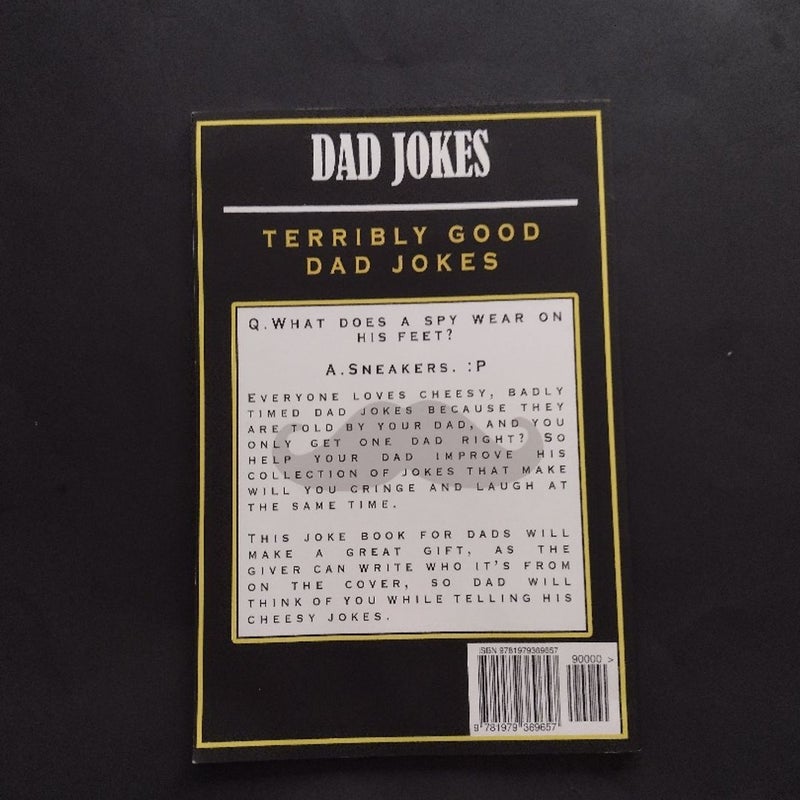 DAD JOKES
TERRIBLY GOOD
DAD JOKES
Q.WHAT DOES A SPY WEAR ON
HIS FEET?
A.SNEAKERS. :P
EVERYONE LOVES CHEESY, BADLY
TIMED DAD JOKES BECAUSE THEY
ARE TOLD BY YOUR DAD, AND YOU
ONLY GET ONE DAD RIGHT? SO
HELP YOUR DAD IMPROVE HIS
COLLECTION OF JOKES THAT MAKE
WILL YOU CRINGE AND LAUGH AT
THE SAME TIME.
THIS JOKE BOOK FOR DADS WILL
MAKE A GREAT GIFT, AS THE
GIVER CAN WRITE WHO IT'S FROM
ON THE COVER, SO DAD WILL
THINK OF YOU WHILE TELLING HIS
CHEESY JOKES.
ISBN 9781979369657
90000 >
9 781979 369657